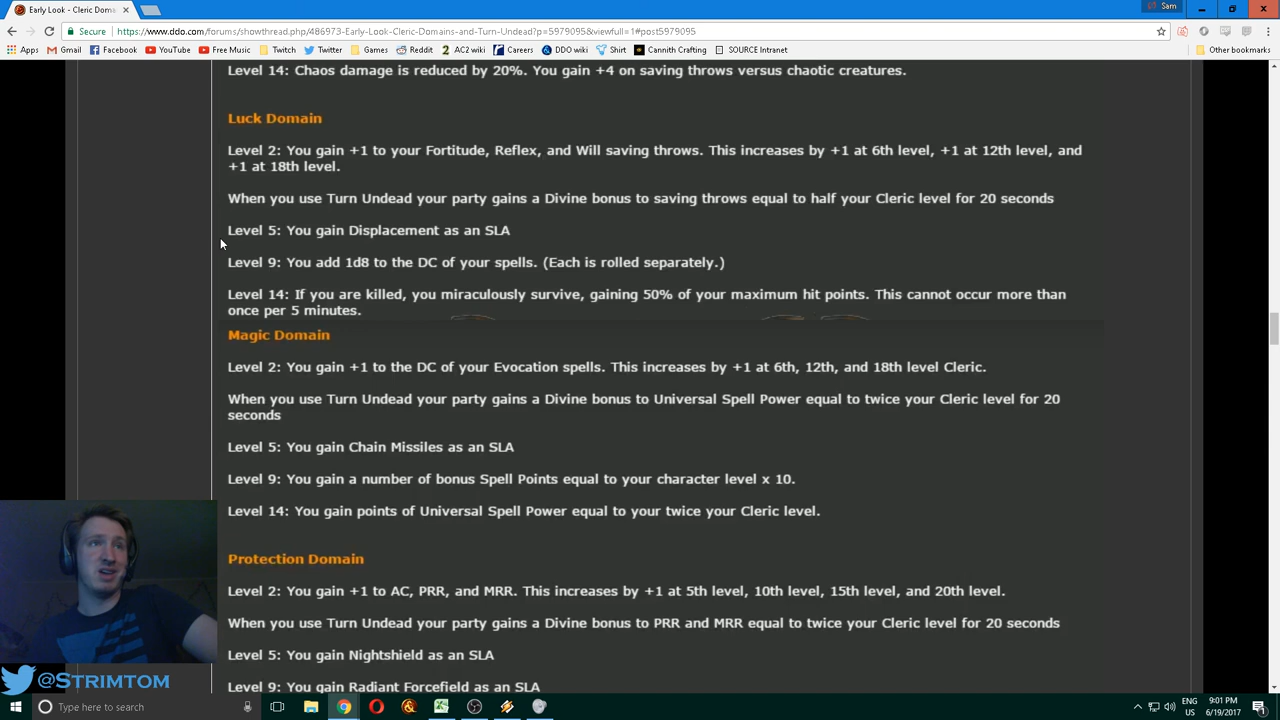 Early Look - Cleric Dom
Sam
Secure
https://www.ddo.com/forums/showthread.php/486973-Early-Look-Cleric-Domains-and-Turn-Undead?p=5979095&viewfull=1#post5979095
Apps Gmail Facebook YouTube Free Music Twitch Twitter Games Reddit AC2 wiki Careers DDO wiki Shirt Cannith Crafting SOURCE Intranet Other bookmarks
Level 14: Chaos damage is reduced by 20%. You gain +4 on saving throws versus chaotic creatures.
Luck Domain
Level 2: You gain +1 to your Fortitude, Reflex, and Will saving throws. This increases by +1 at 6th level, +1 at 12th level, and
+1 at 18th level.
When you use Turn Undead your party gains a Divine bonus to saving throws equal to half your Cleric level for 20 seconds
Level 5: You gain Displacement as an SLA
Level 9: You add 1d8 to the DC of your spells. (Each is rolled separately.)
Level 14: If you are killed, you miraculously survive, gaining 50% of your maximum hit points. This cannot occur more than
once per 5 minutes.
Magic Domain
Level 2: You gain +1 to the DC of your Evocation spells. This increases by +1 at 6th, 12th, and 18th level Cleric.
When you use Turn Undead your party gains a Divine bonus to Universal Spell Power equal to twice your Cleric level for 20
seconds
Level 5: You gain Chain Missiles as an SLA
Level 9: You gain a number of bonus Spell Points equal to your character level x 10.
Level 14: You gain points of Universal Spell Power equal to your twice your Cleric level.
Protection Domain
Level 2: You gain +1 to AC, PRR, and MRR. This increases by +1 at 5th level, 10th level, 15th level, and 20th level.
When you use Turn Undead your party gains a Divine bonus to PRR and MRR equal to twice your Cleric level for 20 seconds
Level 5: You gain Nightshield as an SLA
Level 9: You gain Radiant Forcefield as an SLA
@Strimtom
Type here to search
ENG
US
9:01 PM
6/19/2017
1